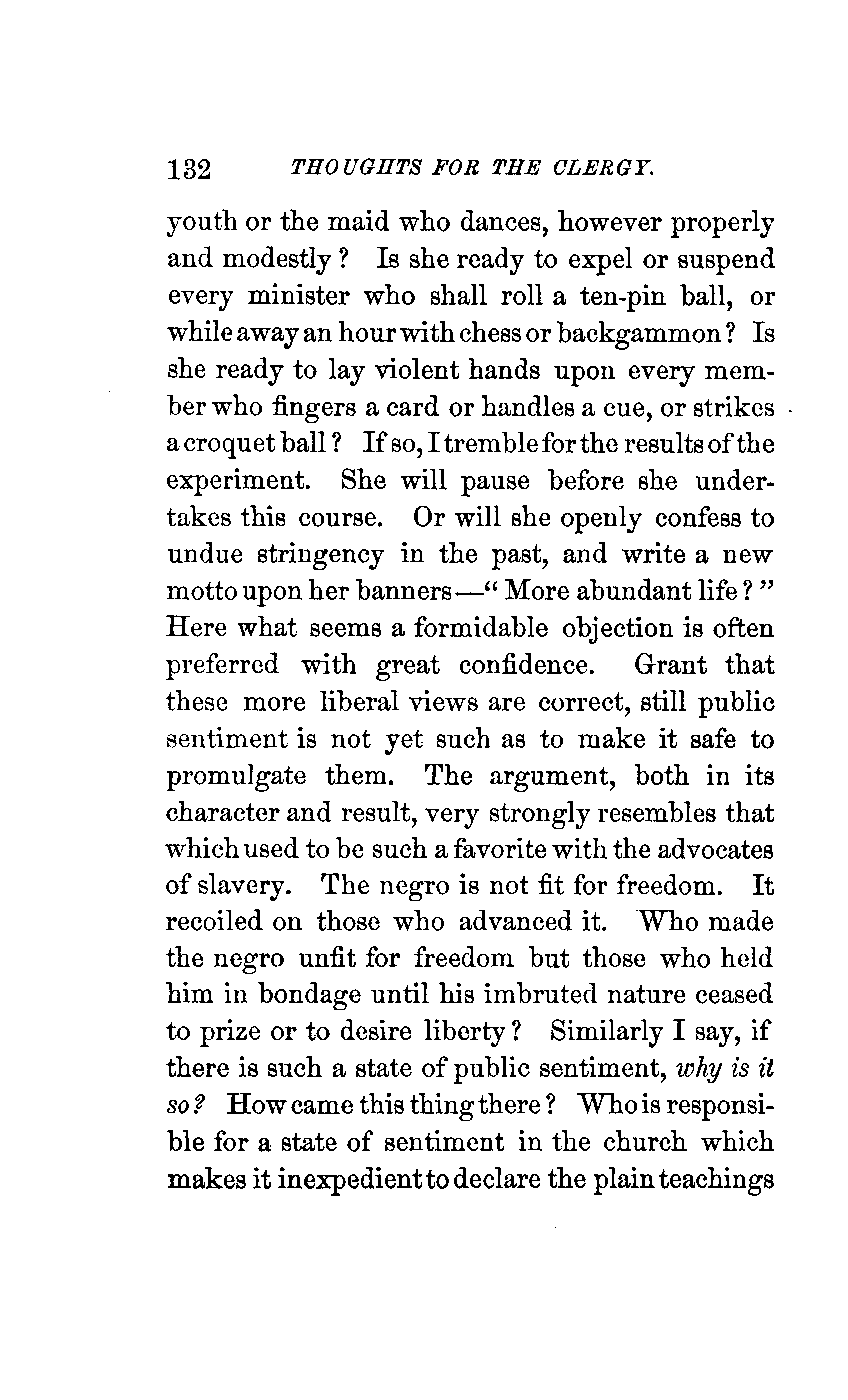 132 THOUGHTS FOR THE CLERGY.
youth or the maid who dances, however properly
and modestly? Is she ready to expel or suspend
every minister who shall roll a ten-pin ball, or
while away an hour with chess or backgammon? Is
she ready to lay violent hands upon every mem-
ber who fingers a card or handles a cue, or strikes
a croquet ball? If so, I tremble for the results of the
experiment. She will pause before she under-
takes this course. Or will she openly confess to
undue stringency in the past, and write a new
motto upon her banners—“More abundant life?”
Here what seems a formidable objection is often
preferred with great confidence. Grant that
these more liberal views are correct, still public
sentiment is not yet such as to make it safe to
promulgate them. The argument, both in its
character and result, very strongly resembles that
which used to be such a favorite with the advocates
of slavery. The negro is not fit for freedom. It
recoiled on those who advanced it. Who made
the negro unfit for freedom but those who held
him in bondage until his imbruted nature ceased
to prize or to desire liberty? Similarly I say, if
there is such a state of public sentiment, why is it
so? How came this thing there? Who is responsi-
ble for a state of sentiment in the church which
makes it inexpedient to declare the plain teachings